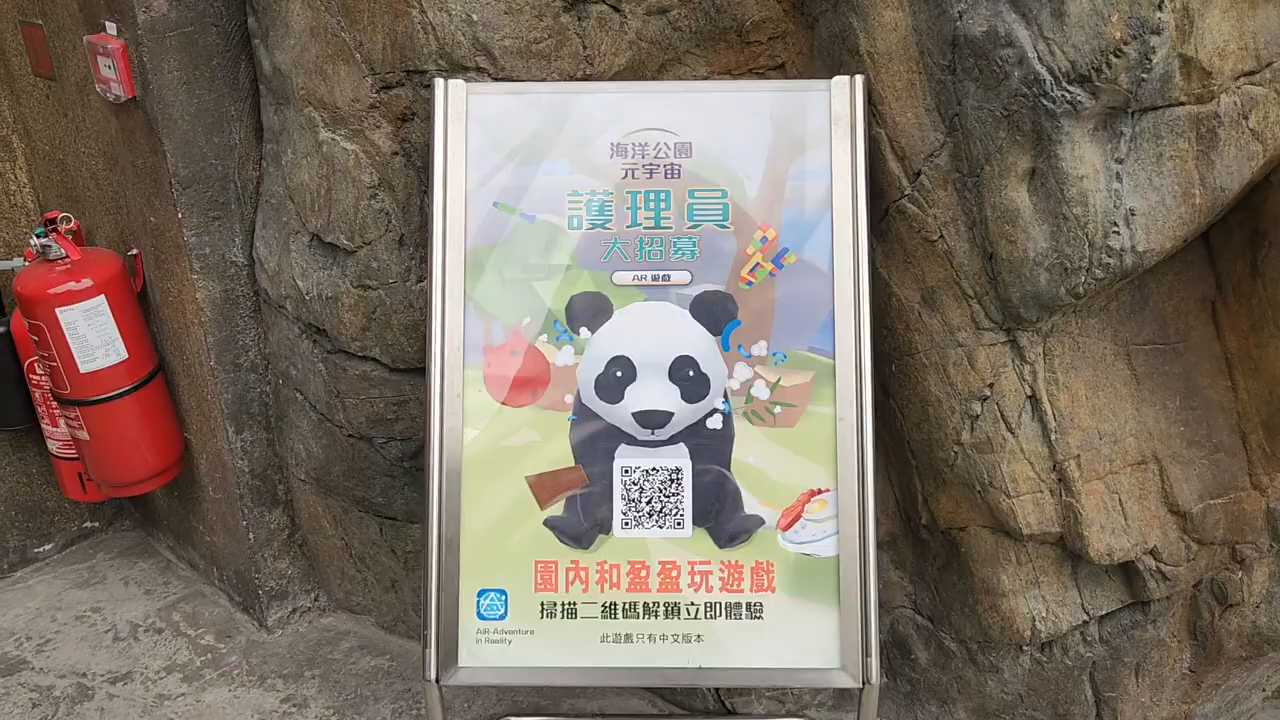 海洋公園
元宇宙
護理員
大招募
AR 遊戲
園內和盈盈玩遊戲
掃描二維碼解鎖立即體驗
AiR-Adventure
in Reality
此遊戲只有中文版本